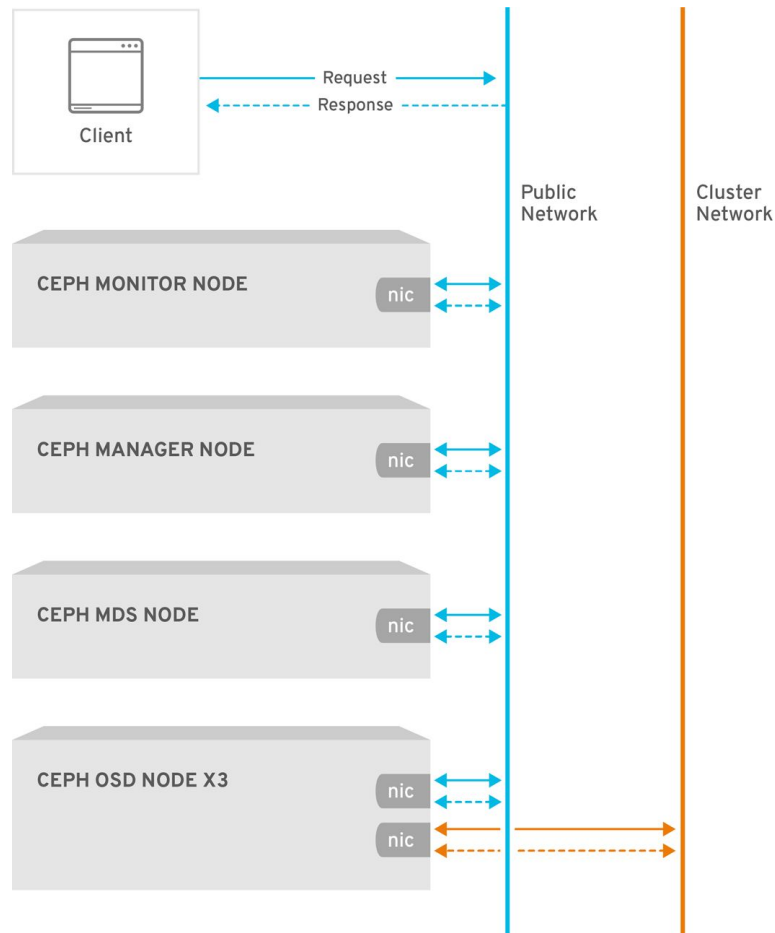 Request
Response
Client
Public
Network
Cluster
Network
CEPH MONITOR NODE
nic
CEPH MANAGER NODE
nic
CEPH MDS NODE
nic
CEPH OSD NODE X3
nic
nic